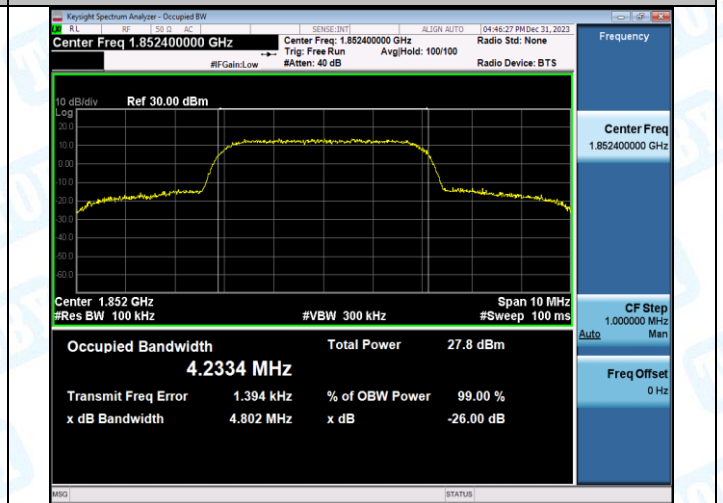 Keysight Spectrum Analyzer - Occupied BW
RL RF 50 Ω AC SENSE:INT ALIGN AUTO 04:46:27 PM Dec 31, 2023
Center Freq 1.852400000 GHz
Center Freq: 1.852400000 GHz
Radio Std: None
Trig: Free Run Avg|Hold: 100/100
#IFGain:Low #Atten: 40 dB Radio Device: BTS
Frequency
10 dB/div Ref 30.00 dBm
Log
20.0
10.0
0.00
-10.0
-20.0
-30.0
-40.0
-50.0
-60.0
Center 1.852 GHz Span 10 MHz
#Res BW 100 kHz #VBW 300 kHz #Sweep 100 ms
Center Freq
1.852400000 GHz
CF Step
1.000000 MHz
Auto Man
Freq Offset
0 Hz
Occupied Bandwidth Total Power 27.8 dBm
4.2334 MHz
Transmit Freq Error 1.394 kHz % of OBW Power 99.00 %
x dB Bandwidth 4.802 MHz x dB -26.00 dB
MSG STATUS